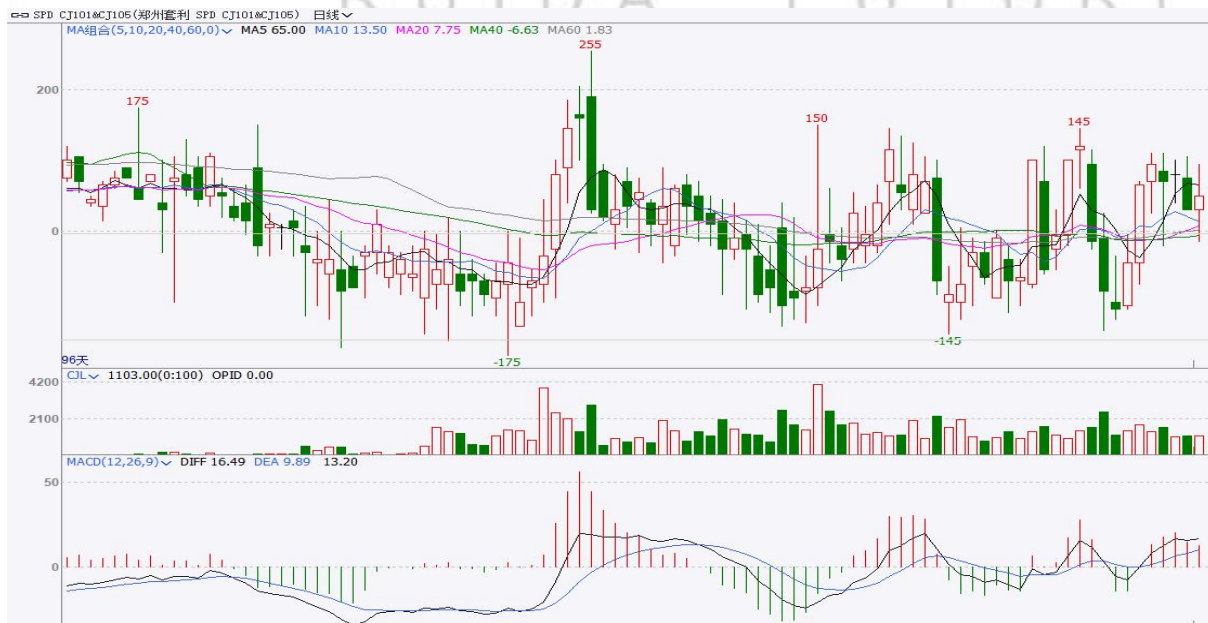 SPD CJ101&CJ105(郑州套利 SPD CJ101&CJ105) 日线
MA组合(5,10,20,40,60,0) MA5 65.00 MA10 13.50 MA20 7.75 MA40 -6.63 MA60 1.83
255
200
175
150
145
0
-145
-175
96天
CJL 1103.00(0:100) OPID 0.00
4200
2100
MACD(12,26,9) DIFF 16.49 DEA 9.89 13.20
50
0